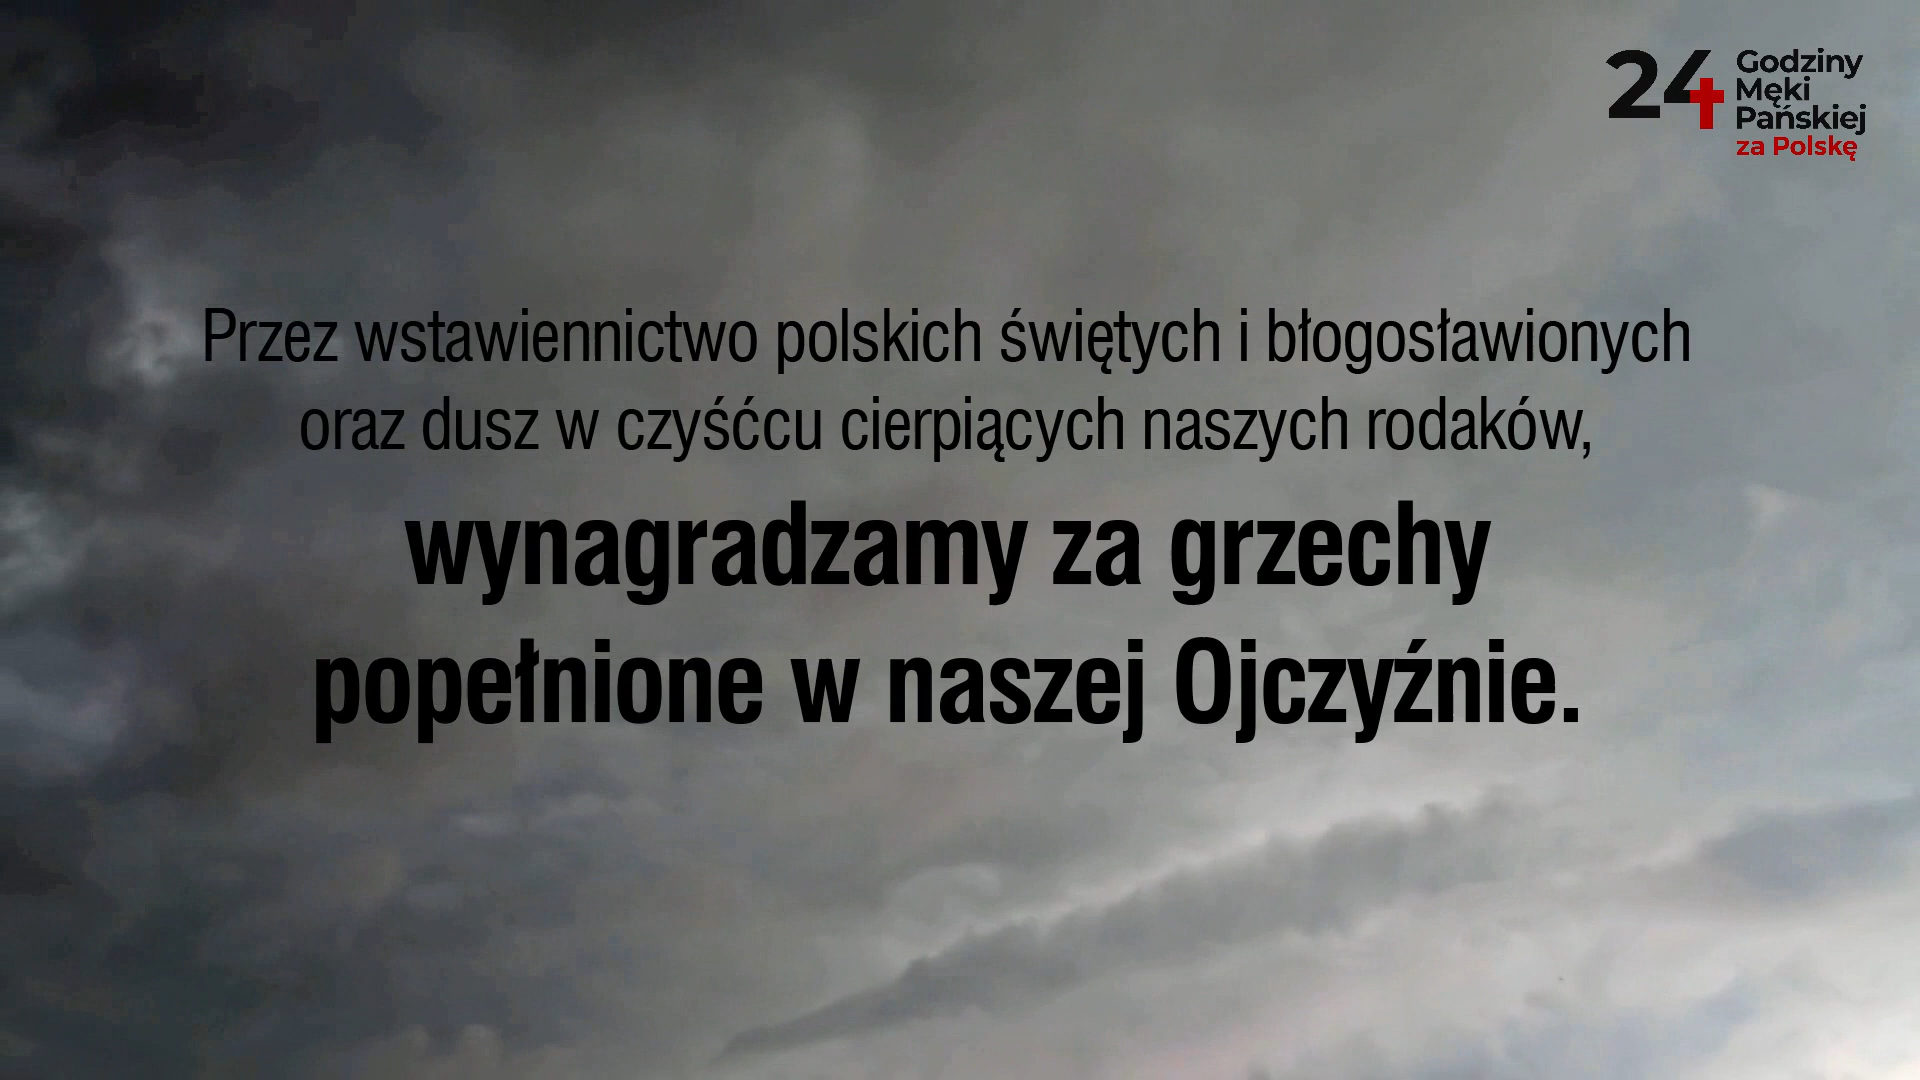 24 Godziny
Męki
Pańskiej
za Polskę
Przez wstawiennictwo polskich świętych i błogosławionych
oraz dusz w czyśćcu cierpiących naszych rodaków,
wynagradzamy za grzechy
popełnione w naszej Ojczyźnie.